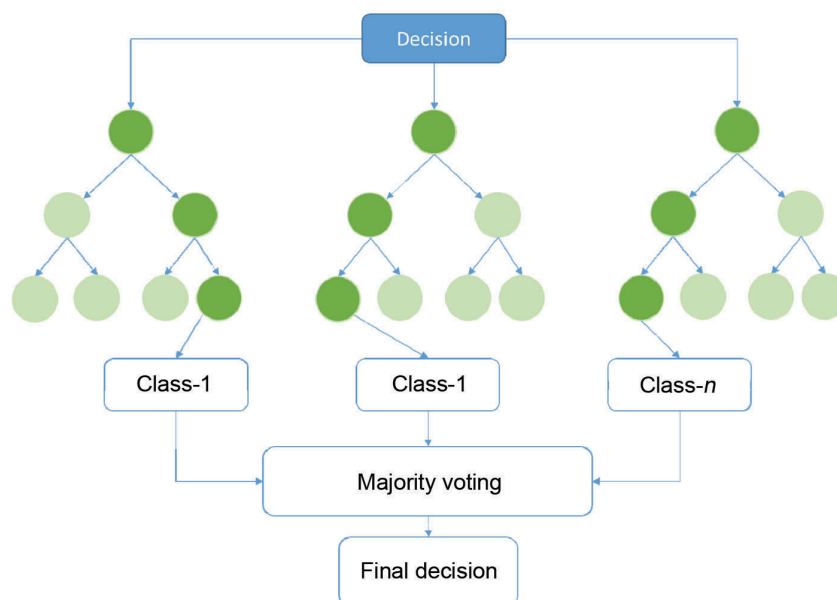 Decision
Class-1
Class-1
Class-n
Majority voting
Final decision